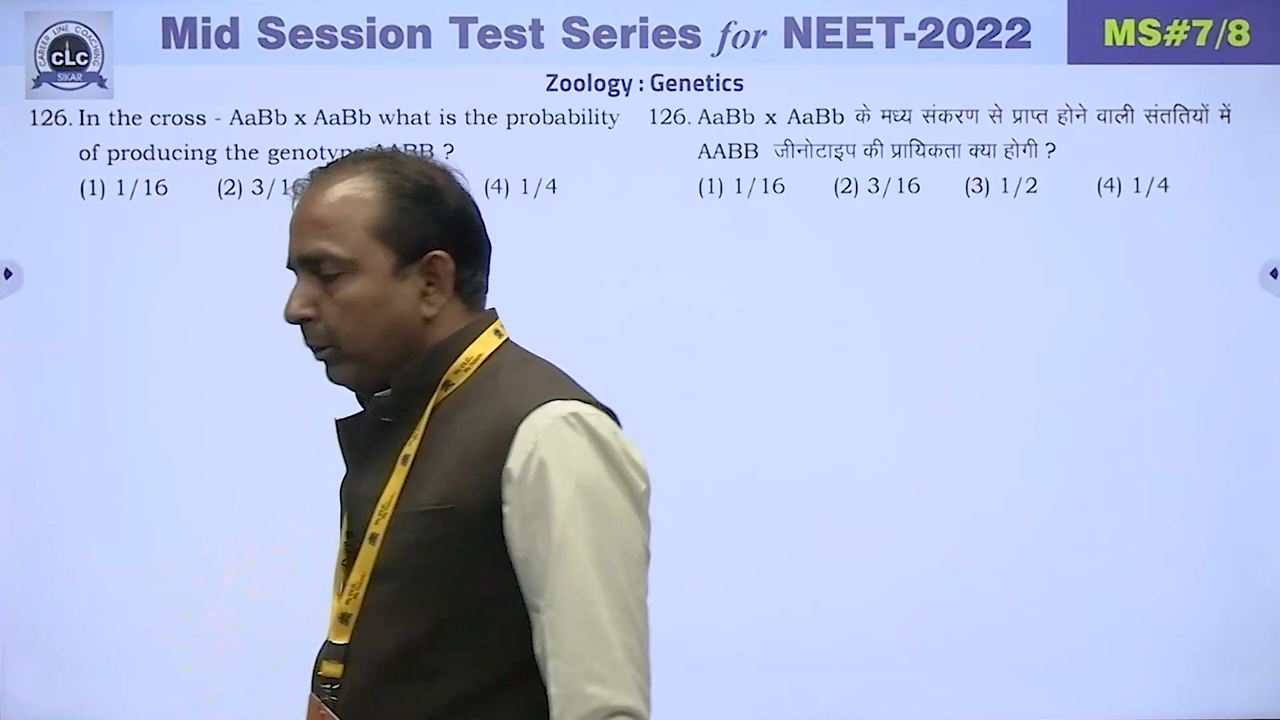 CAREER LINE COACHING
CLC
SIKAR
Mid Session Test Series for NEET-2022
MS#7/8
Zoology : Genetics
126. In the cross - AaBb x AaBb what is the probability
of producing the genotype AABB ?
(1) 1/16 (2) 3/16 (4) 1/4
126. AaBb x AaBb के मध्य संकरण से प्राप्त होने वाली संततियों में
AABB जीनोटाइप की प्रायिकता क्या होगी ?
(1) 1/16 (2) 3/16 (3) 1/2 (4) 1/4